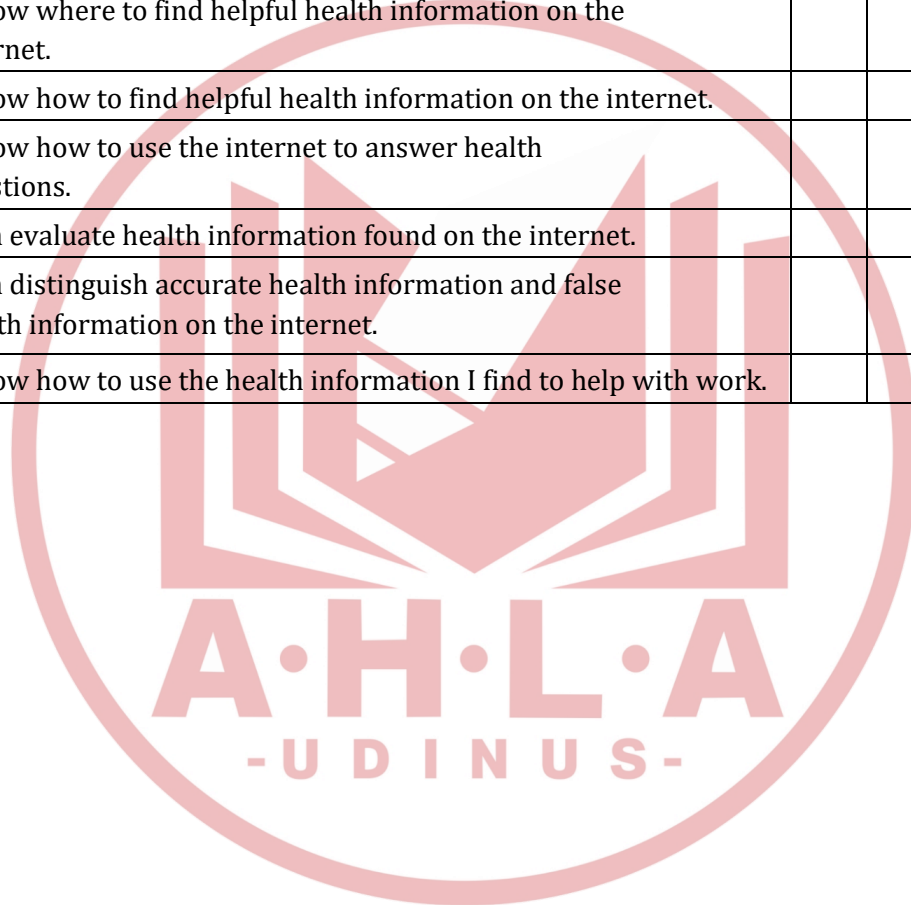 ow where to find helpful health information on the
rnet.
ow how to find helpful health information on the internet.
ow how to use the internet to answer health
stions.
n evaluate health information found on the internet.
n distinguish accurate health information and false
th information on the internet.
ow how to use the health information I find to help with work.
A·H·L·A
-UDINUS-